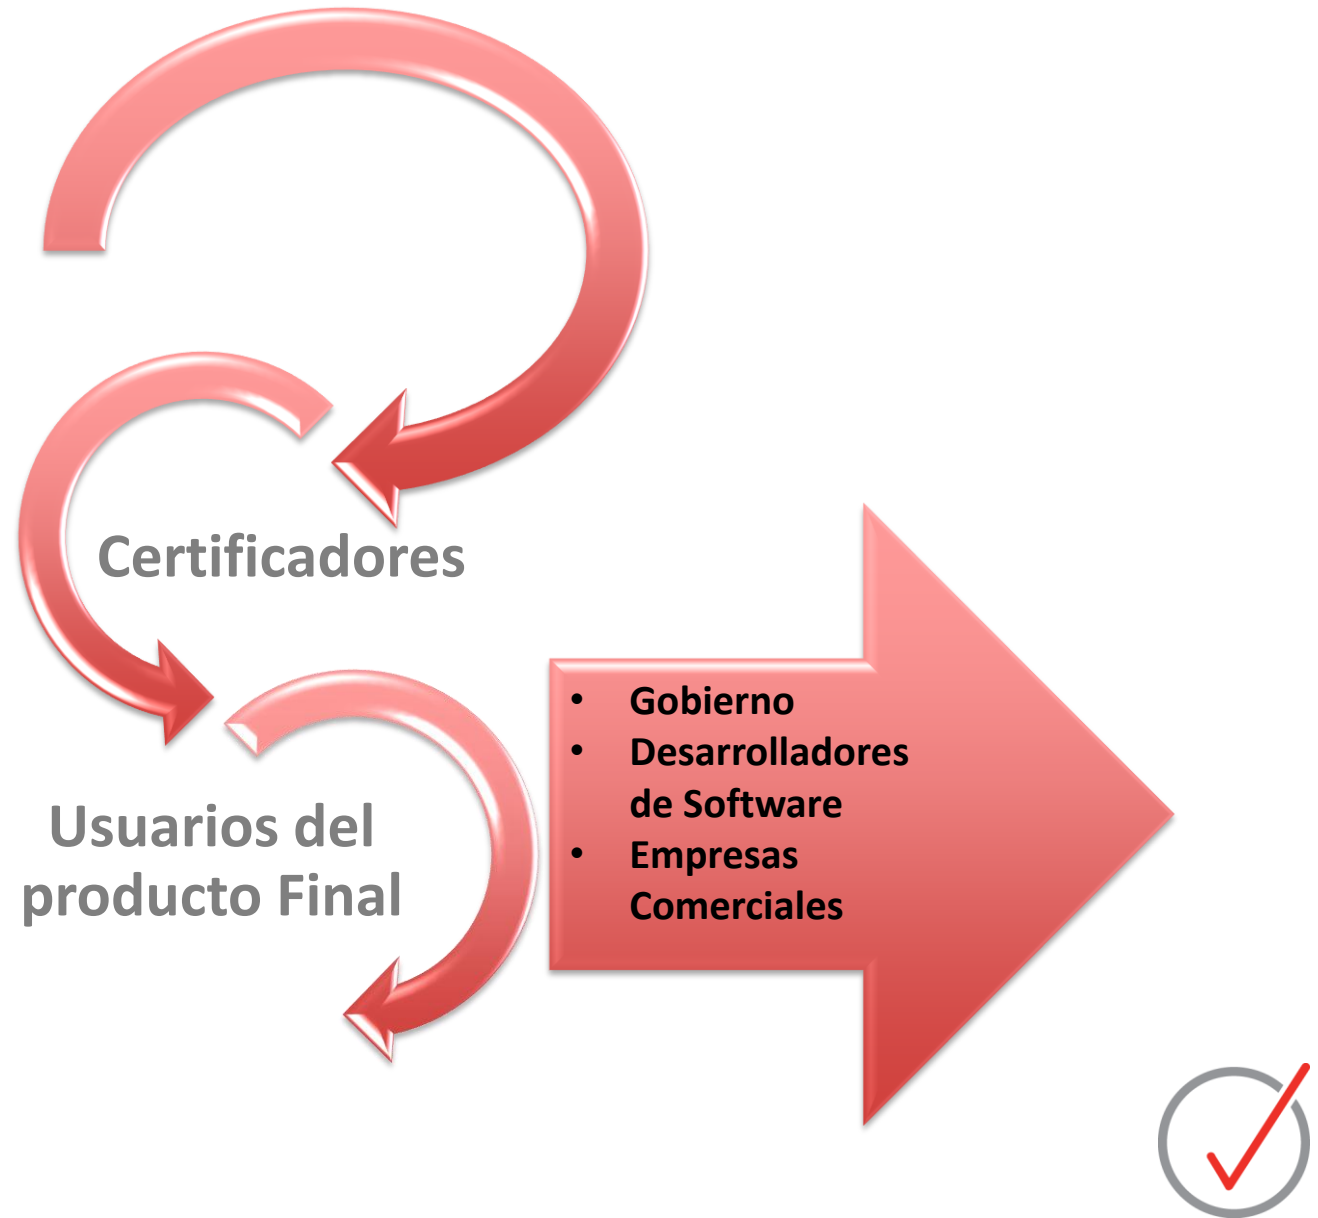 Certificadores
Usuarios del
producto Final
• Gobierno
• Desarrolladores
de Software
• Empresas
Comerciales